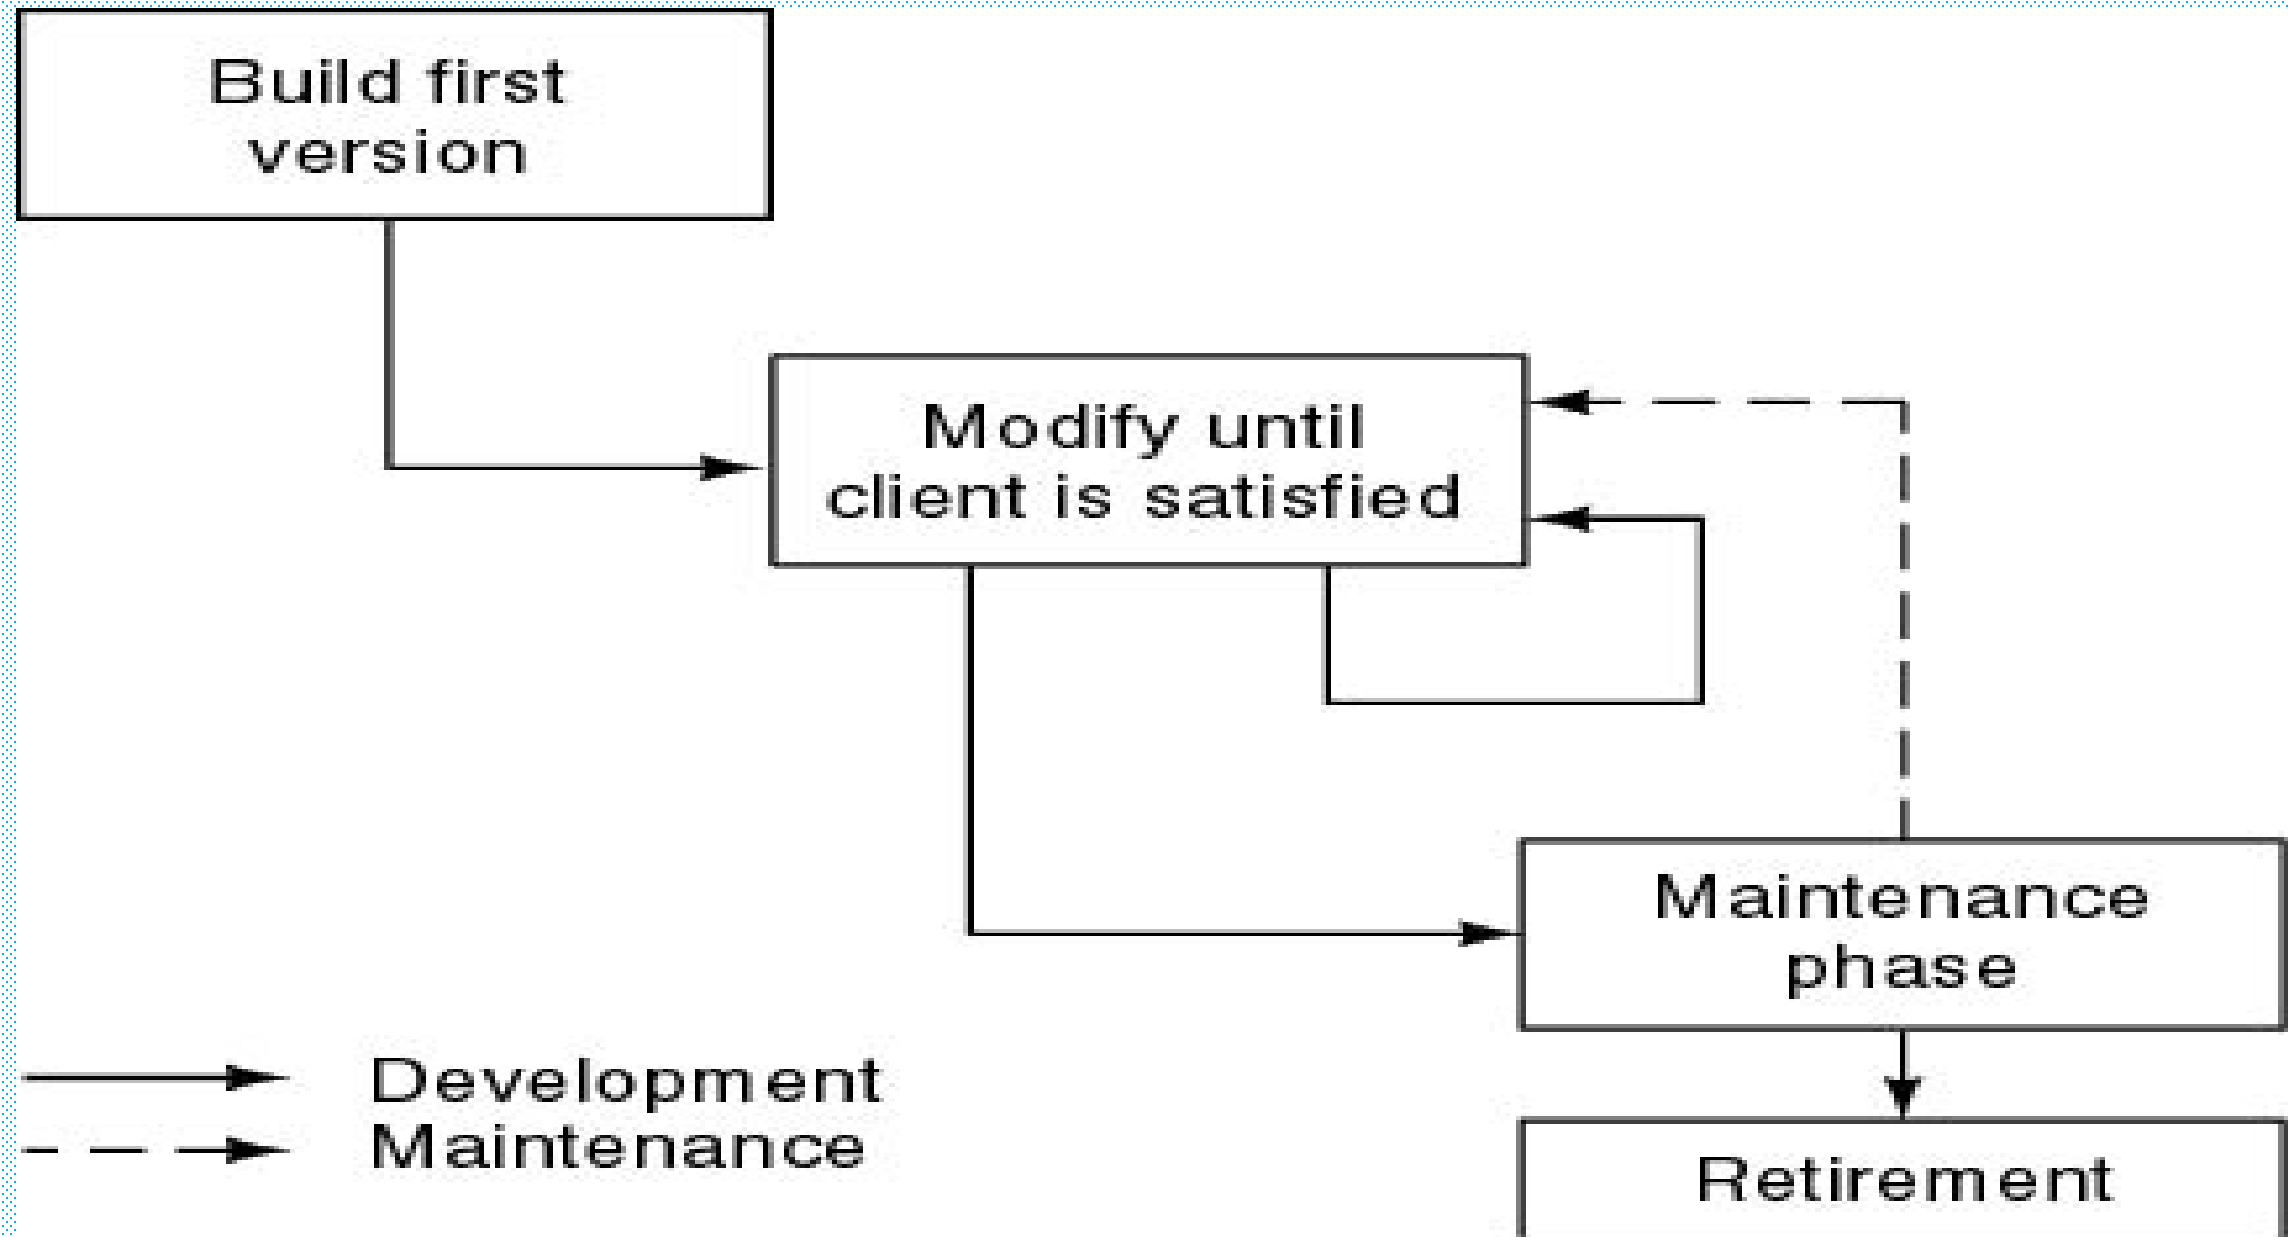 Build first
version
Modify until
client is satisfied
Maintenance
phase
Development
Maintenance
Retirement